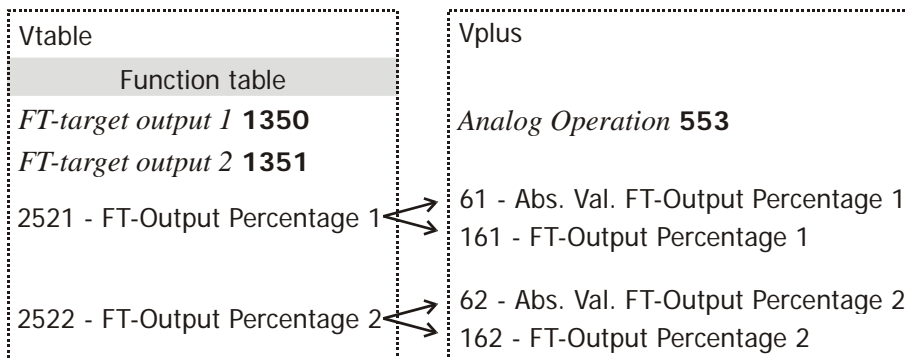 Vtable
Function table
FT-target output 1 1350
FT-target output 2 1351
2521 - FT-Output Percentage 1
2522 - FT-Output Percentage 2
Vplus
Analog Operation 553
61 - Abs. Val. FT-Output Percentage 1
161 - FT-Output Percentage 1
62 - Abs. Val. FT-Output Percentage 2
162 - FT-Output Percentage 2